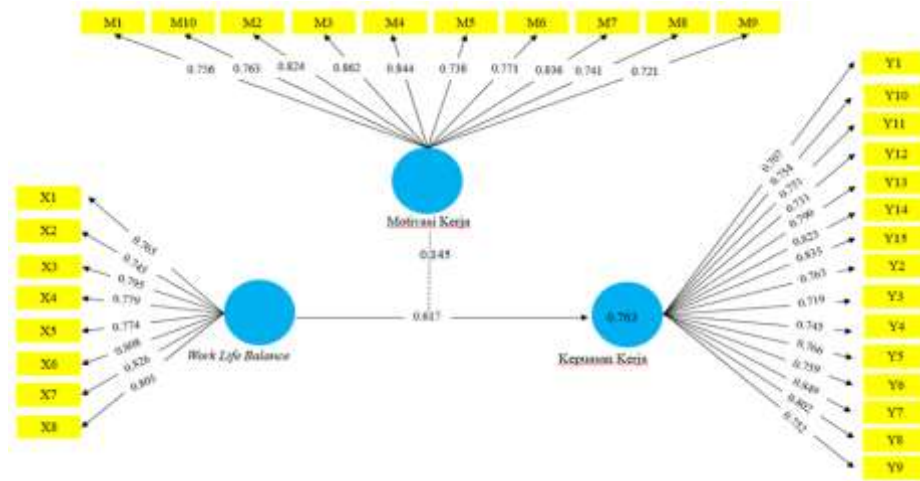 M1 M10 M2 M3 M4 M5 M6 M7 M8 M9
0.756 0.763 0.824 0.862 0.844 0.738 0.771 0.836 0.741 0.721
Motivasi Kerja
0.145
X1
X2
X3
X4
X5
X6
X7
X8
0.765
0.745
0.795
0.779
0.774
0.808
0.826
0.805
Work Life Balance
0.617
0.763
Kepuasan Kerja
0.707
0.754
0.751
0.711
0.790
0.823
0.835
0.763
0.719
0.745
0.766
0.759
0.849
0.802
0.752
Y1
Y10
Y11
Y12
Y13
Y14
Y15
Y2
Y3
Y4
Y5
Y6
Y7
Y8
Y9